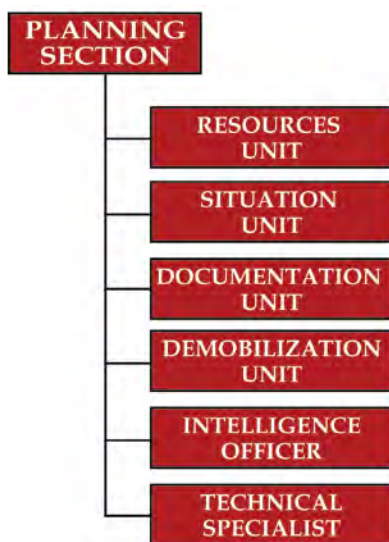 PLANNING
SECTION
RESOURCES
UNIT
SITUATION
UNIT
DOCUMENTATION
UNIT
DEMOBILIZATION
UNIT
INTELLIGENCE
OFFICER
TECHNICAL
SPECIALIST